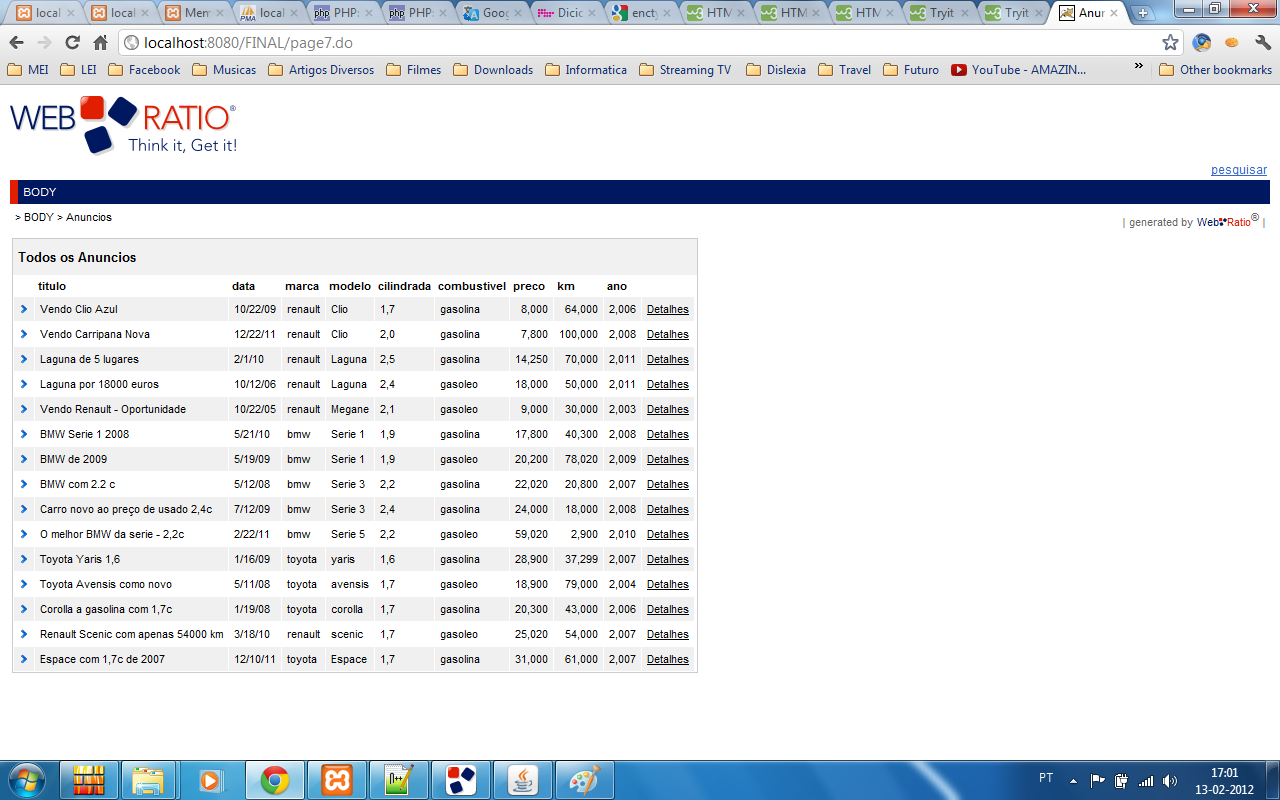 local local Mem local PHP: PHP: Goog Dicio encty HTM HTM HTM Tryit Tryit Anun
localhost:8080/FINAL/page7.do
MEI LEI Facebook Musicas Artigos Diversos Filmes Downloads Informatica Streaming TV Dislexia Travel Futuro YouTube - AMAZIN... » Other bookmarks
WEB RATIO®
Think it, Get it!
pesquisar
BODY
> BODY > Anuncios
| generated by WebRatio® |
Todos os Anuncios
titulo data marca modelo cilindrada combustivel preco km ano
Vendo Clio Azul 10/22/09 renault Clio 1,7 gasolina 8,000 64,000 2,006 Detalhes
Vendo Carripana Nova 12/22/11 renault Clio 2,0 gasolina 7,800 100,000 2,008 Detalhes
Laguna de 5 lugares 2/1/10 renault Laguna 2,5 gasolina 14,250 70,000 2,011 Detalhes
Laguna por 18000 euros 10/12/06 renault Laguna 2,4 gasoleo 18,000 50,000 2,011 Detalhes
Vendo Renault - Oportunidade 10/22/05 renault Megane 2,1 gasoleo 9,000 30,000 2,003 Detalhes
BMW Serie 1 2008 5/21/10 bmw Serie 1 1,9 gasolina 17,800 40,300 2,008 Detalhes
BMW de 2009 5/19/09 bmw Serie 1 1,9 gasoleo 20,200 78,020 2,009 Detalhes
BMW com 2.2 c 5/12/08 bmw Serie 3 2,2 gasolina 22,020 20,800 2,007 Detalhes
Carro novo ao preço de usado 2,4c 7/12/09 bmw Serie 3 2,4 gasolina 24,000 18,000 2,008 Detalhes
O melhor BMW da serie - 2,2c 2/22/11 bmw Serie 5 2,2 gasoleo 59,020 2,900 2,010 Detalhes
Toyota Yaris 1,6 1/16/09 toyota yaris 1,6 gasolina 28,900 37,299 2,007 Detalhes
Toyota Avensis como novo 5/11/08 toyota avensis 1,7 gasoleo 18,900 79,000 2,004 Detalhes
Corolla a gasolina com 1,7c 1/19/08 toyota corolla 1,7 gasolina 20,300 43,000 2,006 Detalhes
Renault Scenic com apenas 54000 km 3/18/10 renault scenic 1,7 gasoleo 25,020 54,000 2,007 Detalhes
Espace com 1,7c de 2007 12/10/11 toyota Espace 1,7 gasolina 31,000 61,000 2,007 Detalhes
PT 17:01
13-02-2012